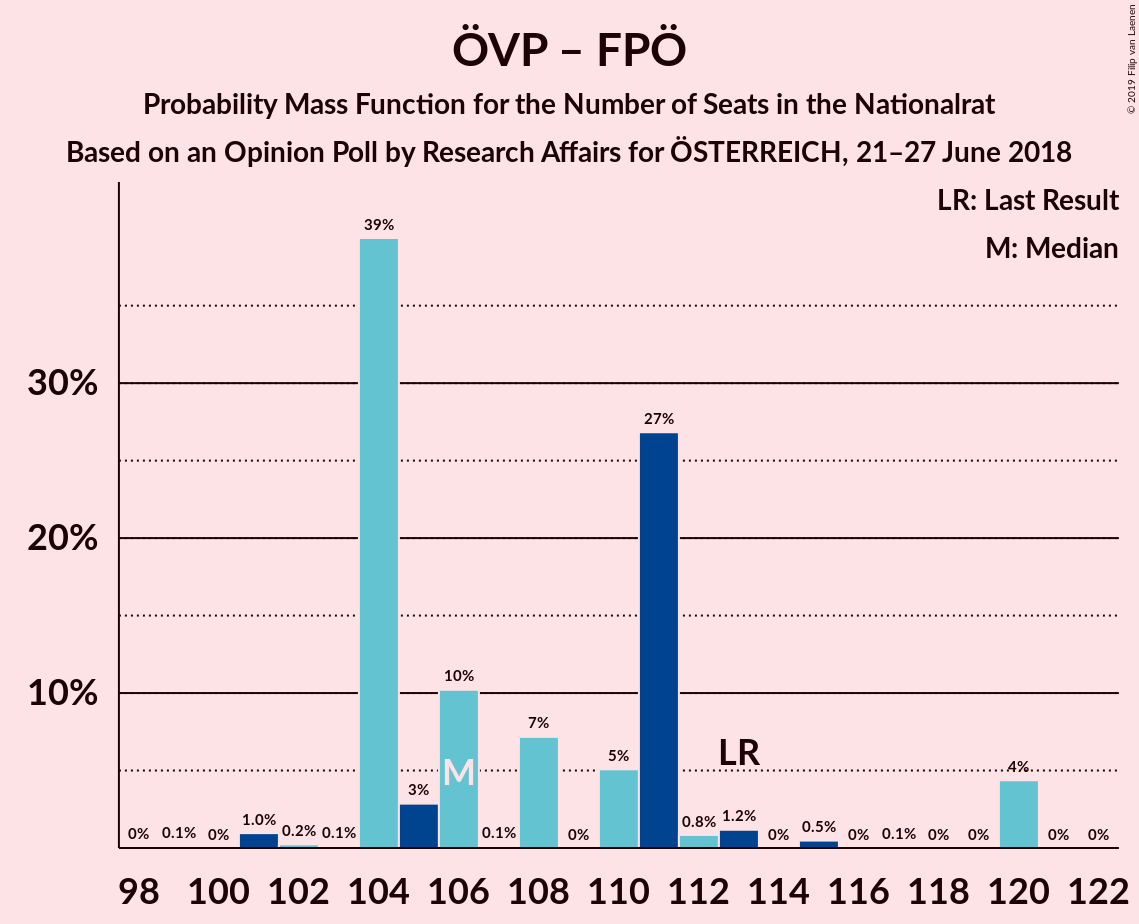 ÖVP – FPÖ
Probability Mass Function for the Number of Seats in the Nationalrat
Based on an Opinion Poll by Research Affairs for ÖSTERREICH, 21–27 June 2018
© 2019 Filip van Laenen
LR: Last Result
M: Median
39%
30%
27%
20%
10%
10%
7%
LR
5%
M
4%
3%
0% 0.1% 0% 1.0% 0.2% 0.1% 0.1% 0% 0.8% 1.2% 0% 0.5% 0% 0.1% 0% 0% 0% 0%
98 100 102 104 106 108 110 112 114 116 118 120 122